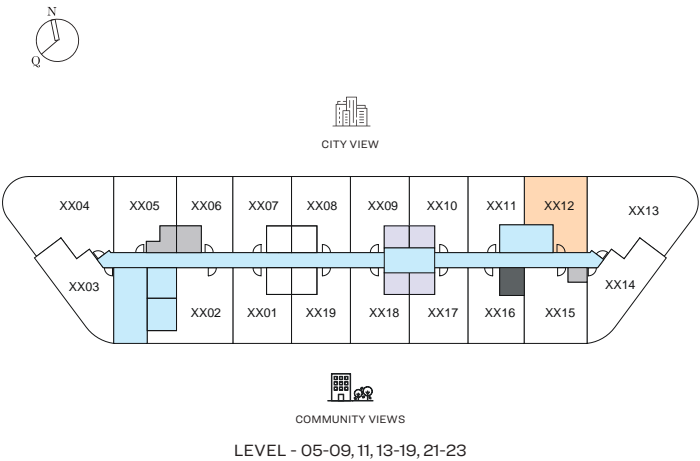 N
Q
CITY VIEW
XX04 XX05 XX06 XX07 XX08 XX09 XX10 XX11 XX12 XX13
XX03 XX02 XX01 XX19 XX18 XX17 XX16 XX15 XX14
COMMUNITY VIEWS
LEVEL - 05-09, 11, 13-19, 21-23